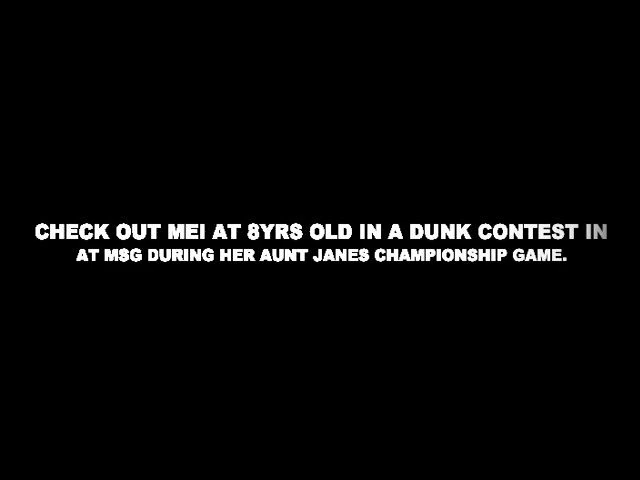 CHECK OUT MEI AT 8YRS OLD IN A DUNK CONTEST IN
AT MSG DURING HER AUNT JANES CHAMPIONSHIP GAME.